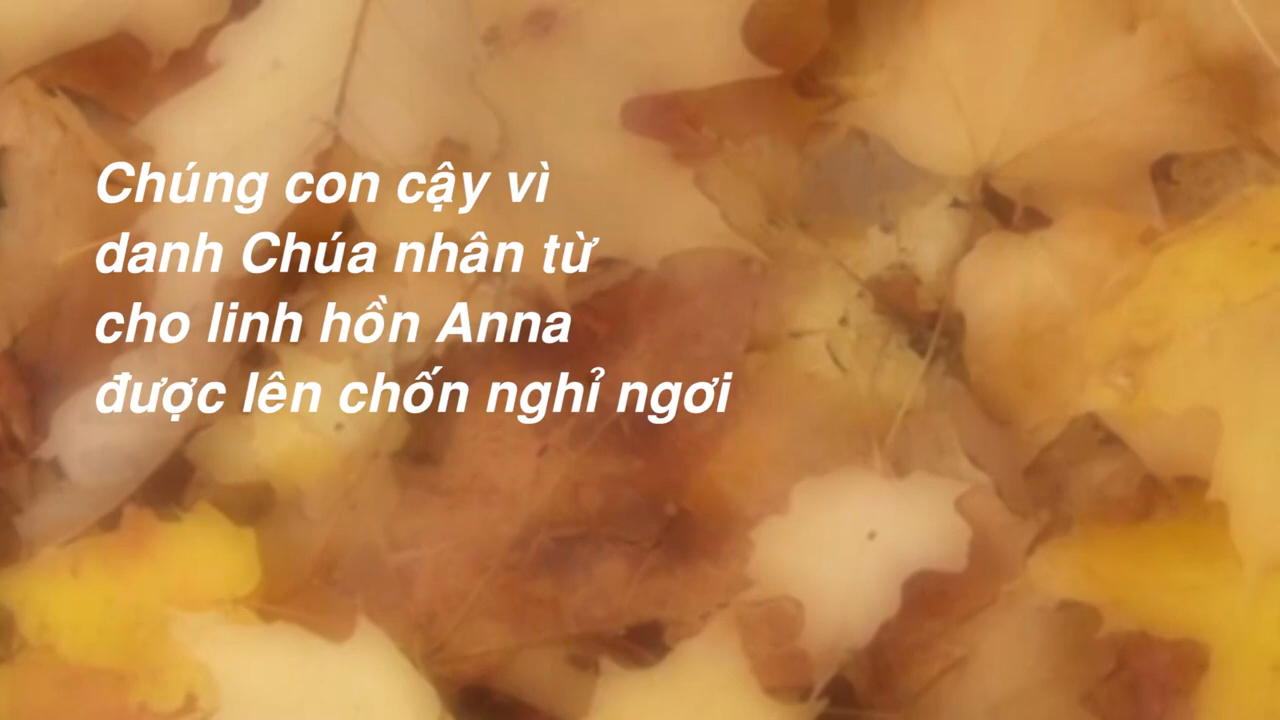 Chúng con cậy vì
danh Chúa nhân từ
cho linh hồn Anna
được lên chốn nghỉ ngơi